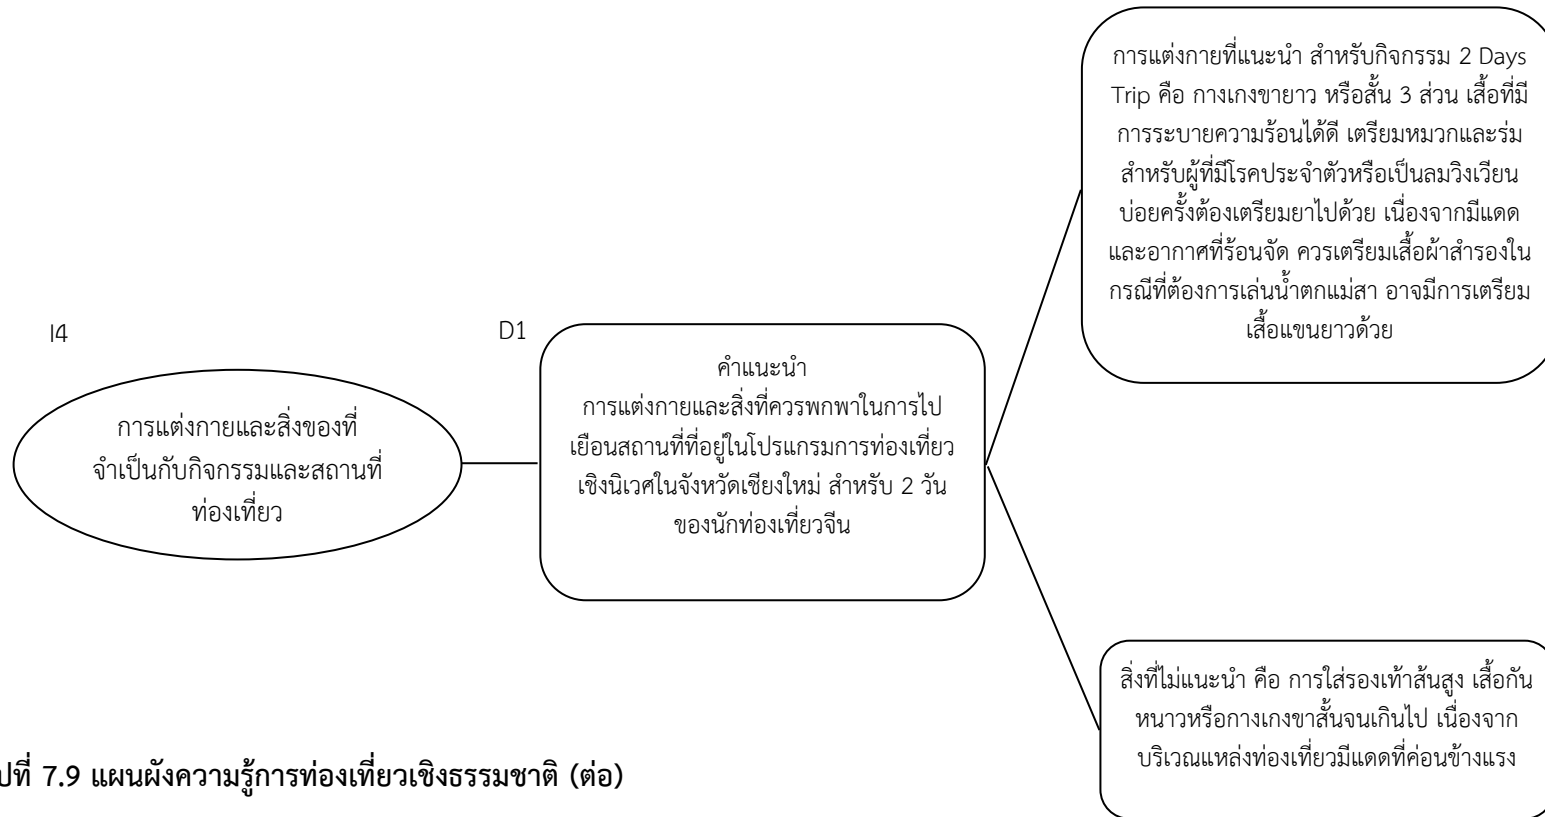 I4
การแต่งกายและสิ่งของที่
จำเป็นกับกิจกรรมและสถานที่
ท่องเที่ยว
D1
คำแนะนำ
การแต่งกายและสิ่งที่ควรพกพาในการไป
เยือนสถานที่ที่อยู่ในโปรแกรมการท่องเที่ยว
เชิงนิเวศในจังหวัดเชียงใหม่ สำหรับ 2 วัน
ของนักท่องเที่ยวจีน
การแต่งกายที่แนะนำ สำหรับกิจกรรม 2 Days
Trip คือ กางเกงขายาว หรือสั้น 3 ส่วน เสื้อที่มี
การระบายความร้อนได้ดี เตรียมหมวกและร่ม
สำหรับผู้ที่มีโรคประจำตัวหรือเป็นลมวิงเวียน
บ่อยครั้งต้องเตรียมยาไปด้วย เนื่องจากมีแดด
และอากาศที่ร้อนจัด ควรเตรียมเสื้อผ้าสำรองใน
กรณีที่ต้องการเล่นน้ำตกแม่สา อาจมีการเตรียม
เสื้อแขนยาวด้วย
สิ่งที่ไม่แนะนำ คือ การใส่รองเท้าส้นสูง เสื้อกัน
หนาวหรือกางเกงขาสั้นจนเกินไป เนื่องจาก
บริเวณแหล่งท่องเที่ยวมีแดดที่ค่อนข้างแรง
ปที่ 7.9 แผนผังความรู้การท่องเที่ยวเชิงธรรมชาติ (ต่อ)